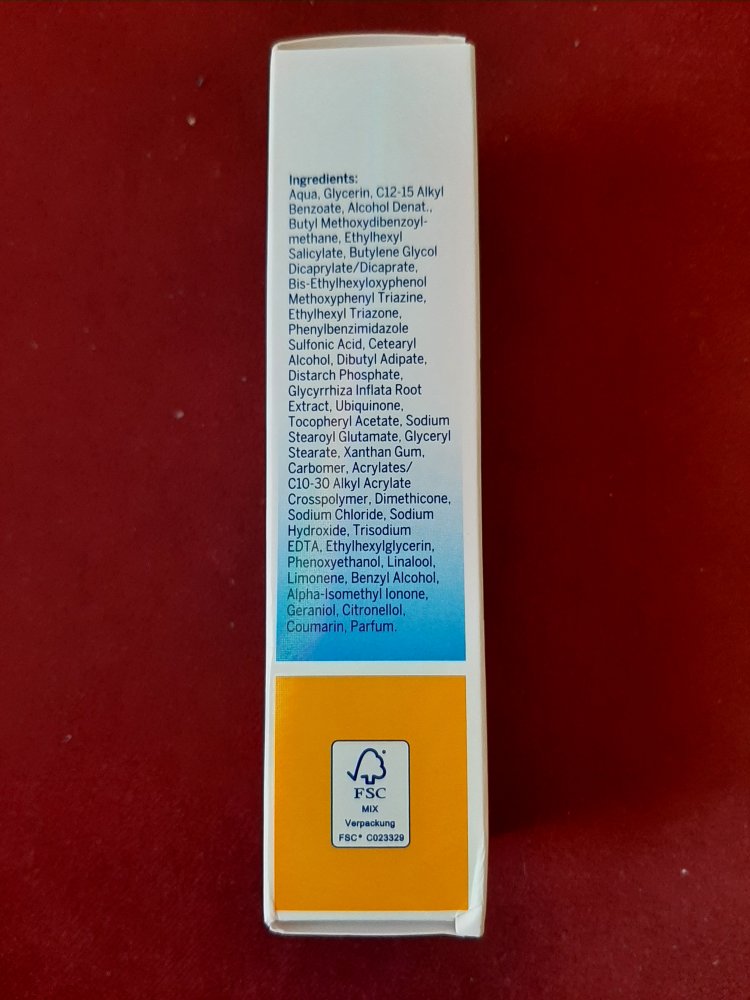 Ingredients:
Aqua, Glycerin, C12-15 Alkyl
Benzoate, Alcohol Denat.,
Butyl Methoxydibenzoyl-
methane, Ethylhexyl
Salicylate, Butylene Glycol
Dicaprylate/Dicaprate,
Bis-Ethylhexyloxyphenol
Methoxyphenyl Triazine,
Ethylhexyl Triazone,
Phenylbenzimidazole
Sulfonic Acid, Cetearyl
Alcohol, Dibutyl Adipate,
Distarch Phosphate,
Glycyrrhiza Inflata Root
Extract, Ubiquinone,
Tocopheryl Acetate, Sodium
Stearoyl Glutamate, Glyceryl
Stearate, Xanthan Gum,
Carbomer, Acrylates/
C10-30 Alkyl Acrylate
Crosspolymer, Dimethicone,
Sodium Chloride, Sodium
Hydroxide, Trisodium
EDTA, Ethylhexylglycerin,
Phenoxyethanol, Linalool,
Limonene, Benzyl Alcohol,
Alpha-Isomethyl Ionone,
Geraniol, Citronellol,
Coumarin, Parfum.
FSC
MIX
Verpackung
FSC® C023329